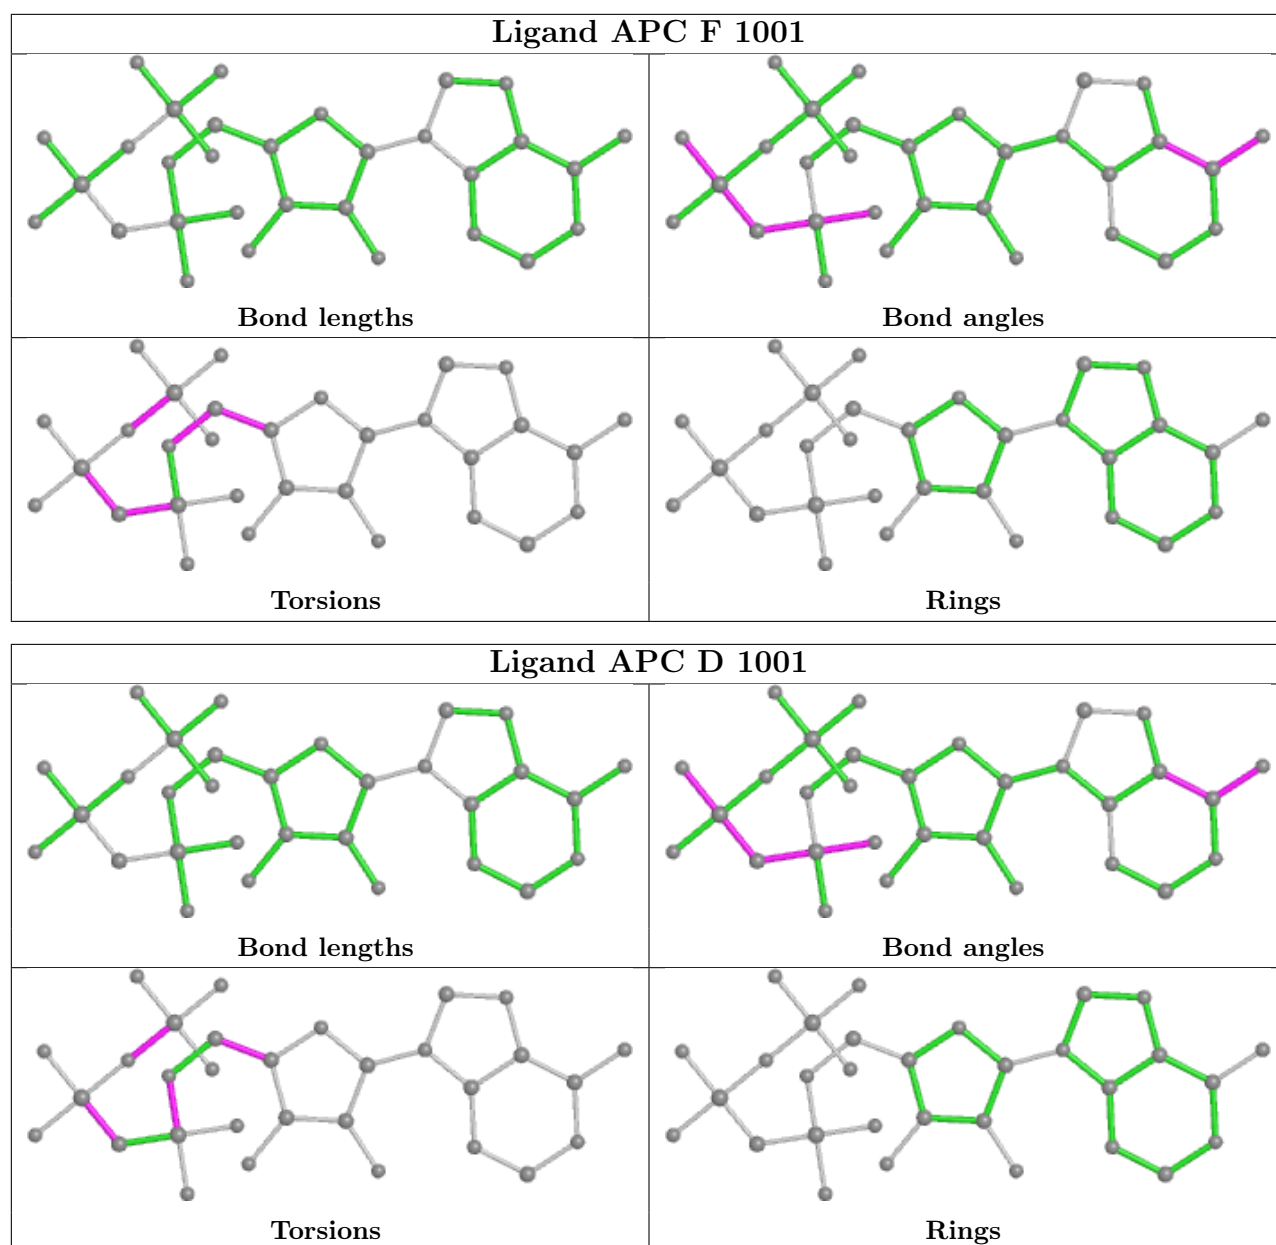 Ligand APC F 1001
Bond lengths
Bond angles
Torsions
Rings
Ligand APC D 1001
Bond lengths
Bond angles
Torsions
Rings